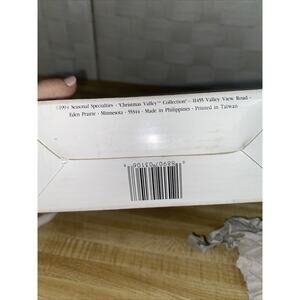 ©1994 Seasonal Specialties - "Christmas Valley™ Collection" - 11455 Valley View Road -
Eden Prairie - Minnesota - 55344 - Made in Philippines - Printed in Taiwan